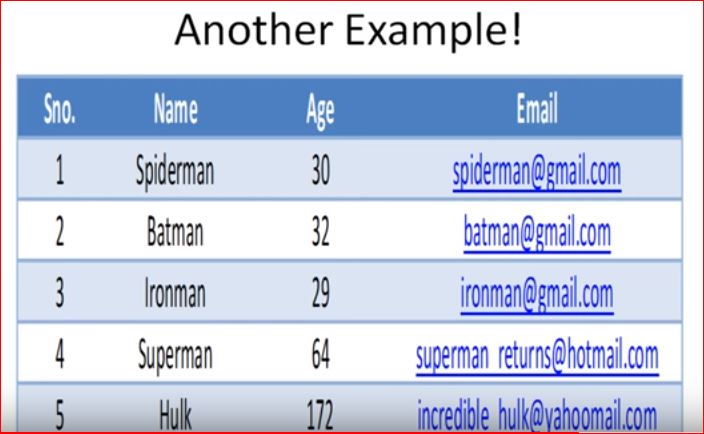 Another Example!
Sno. Name Age Email
1 Spiderman 30 spiderman@gmail.com
2 Batman 32 batman@gmail.com
3 Ironman 29 ironman@gmail.com
4 Superman 64 superman_returns@hotmail.com
5 Hulk 172 incredible_hulk@yahoomail.com